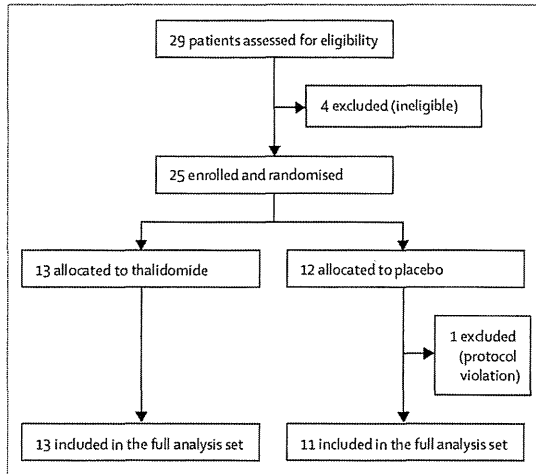 29 patients assessed for eligibility
4 excluded (ineligible)
25 enrolled and randomised
13 allocated to thalidomide
12 allocated to placebo
1 excluded
(protocol
violation)
13 included in the full analysis set
11 included in the full analysis set